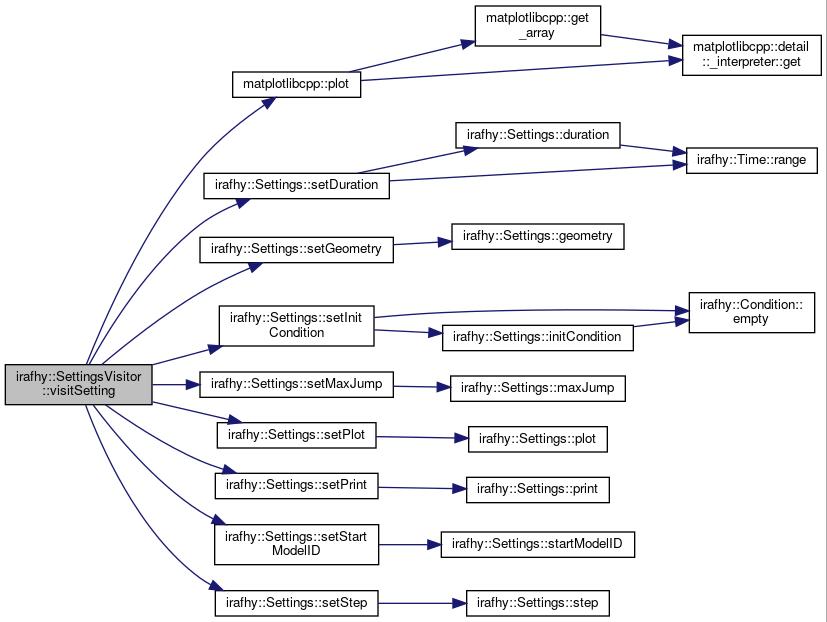 matplotlibcpp::get
_array
matplotlibcpp::detail
::_interpreter::get
matplotlibcpp::plot
irafhy::Settings::duration
irafhy::Time::range
irafhy::Settings::setDuration
irafhy::Settings::geometry
irafhy::Settings::setGeometry
irafhy::Condition::
empty
irafhy::Settings::setInit
Condition
irafhy::Settings::initCondition
irafhy::SettingsVisitor
::visitSetting
irafhy::Settings::setMaxJump
irafhy::Settings::maxJump
irafhy::Settings::setPlot
irafhy::Settings::plot
irafhy::Settings::setPrint
irafhy::Settings::print
irafhy::Settings::setStart
ModelID
irafhy::Settings::startModelID
irafhy::Settings::setStep
irafhy::Settings::step